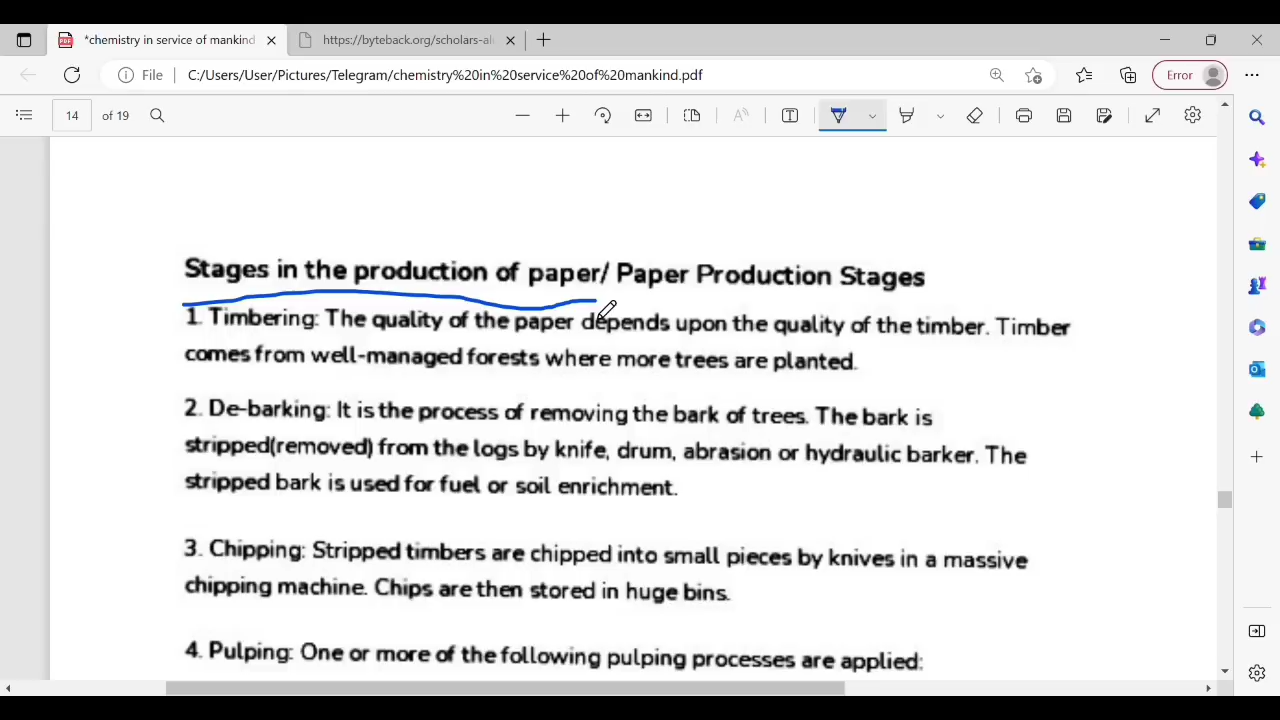 *chemistry in service of mankind
https://byteback.org/scholars-al
File
C:/Users/User/Pictures/Telegram/chemistry%20in%20service%20of%20mankind.pdf
Error
14 of 19
Stages in the production of paper/ Paper Production Stages
1. Timbering: The quality of the paper depends upon the quality of the timber. Timber
comes from well-managed forests where more trees are planted.
2. De-barking: It is the process of removing the bark of trees. The bark is
stripped(removed) from the logs by knife, drum, abrasion or hydraulic barker. The
stripped bark is used for fuel or soil enrichment.
3. Chipping: Stripped timbers are chipped into small pieces by knives in a massive
chipping machine. Chips are then stored in huge bins.
4. Pulping: One or more of the following pulping processes are applied: